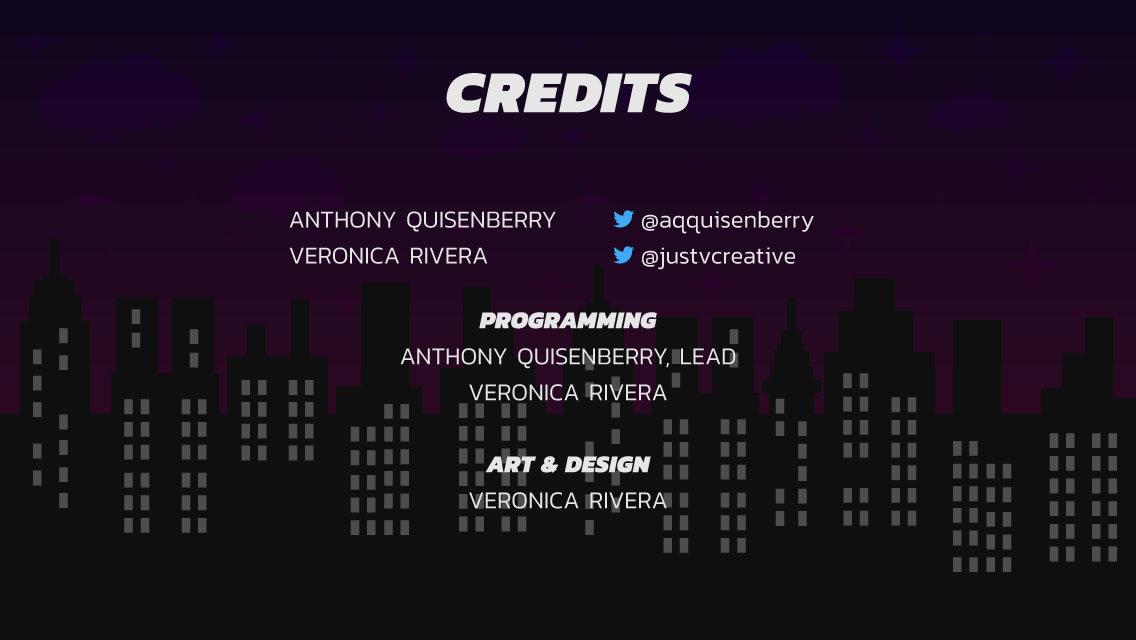 CREDITS
ANTHONY QUISENBERRY @aqquisenberry
VERONICA RIVERA @justvcreative
PROGRAMMING
ANTHONY QUISENBERRY, LEAD
VERONICA RIVERA
ART & DESIGN
VERONICA RIVERA